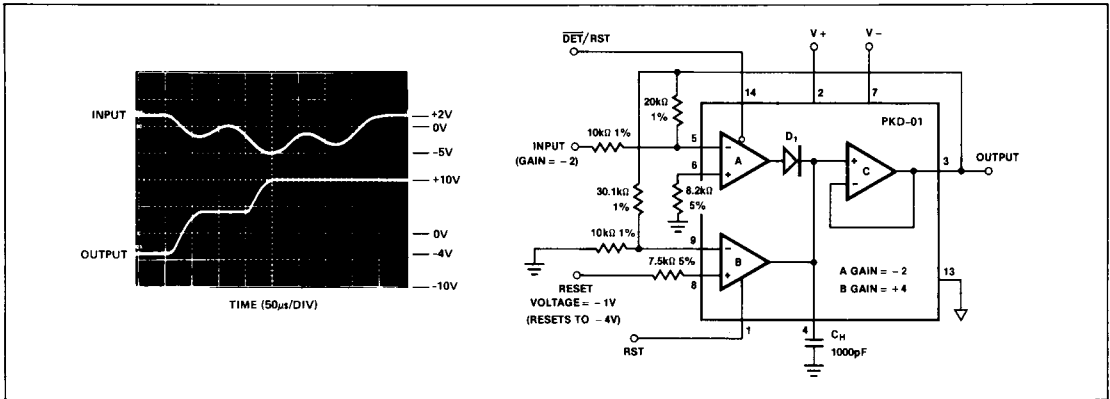 INPUT
+2V
0V
−5V
+10V
0V
OUTPUT
−4V
−10V
TIME (50μs/DIV)
DET/RST
V+
V−
14
2
7
PKD-01
20kΩ
1%
10kΩ 1%
INPUT
(GAIN = −2)
5
−
A
6
+
D1
+
C
−
3
OUTPUT
30.1kΩ
1%
8.2kΩ
5%
10kΩ 1%
9
−
B
7.5kΩ 5%
8
+
A GAIN = −2
B GAIN = +4
13
RESET
VOLTAGE = −1V
(RESETS TO −4V)
1
4
CH
1000pF
RST